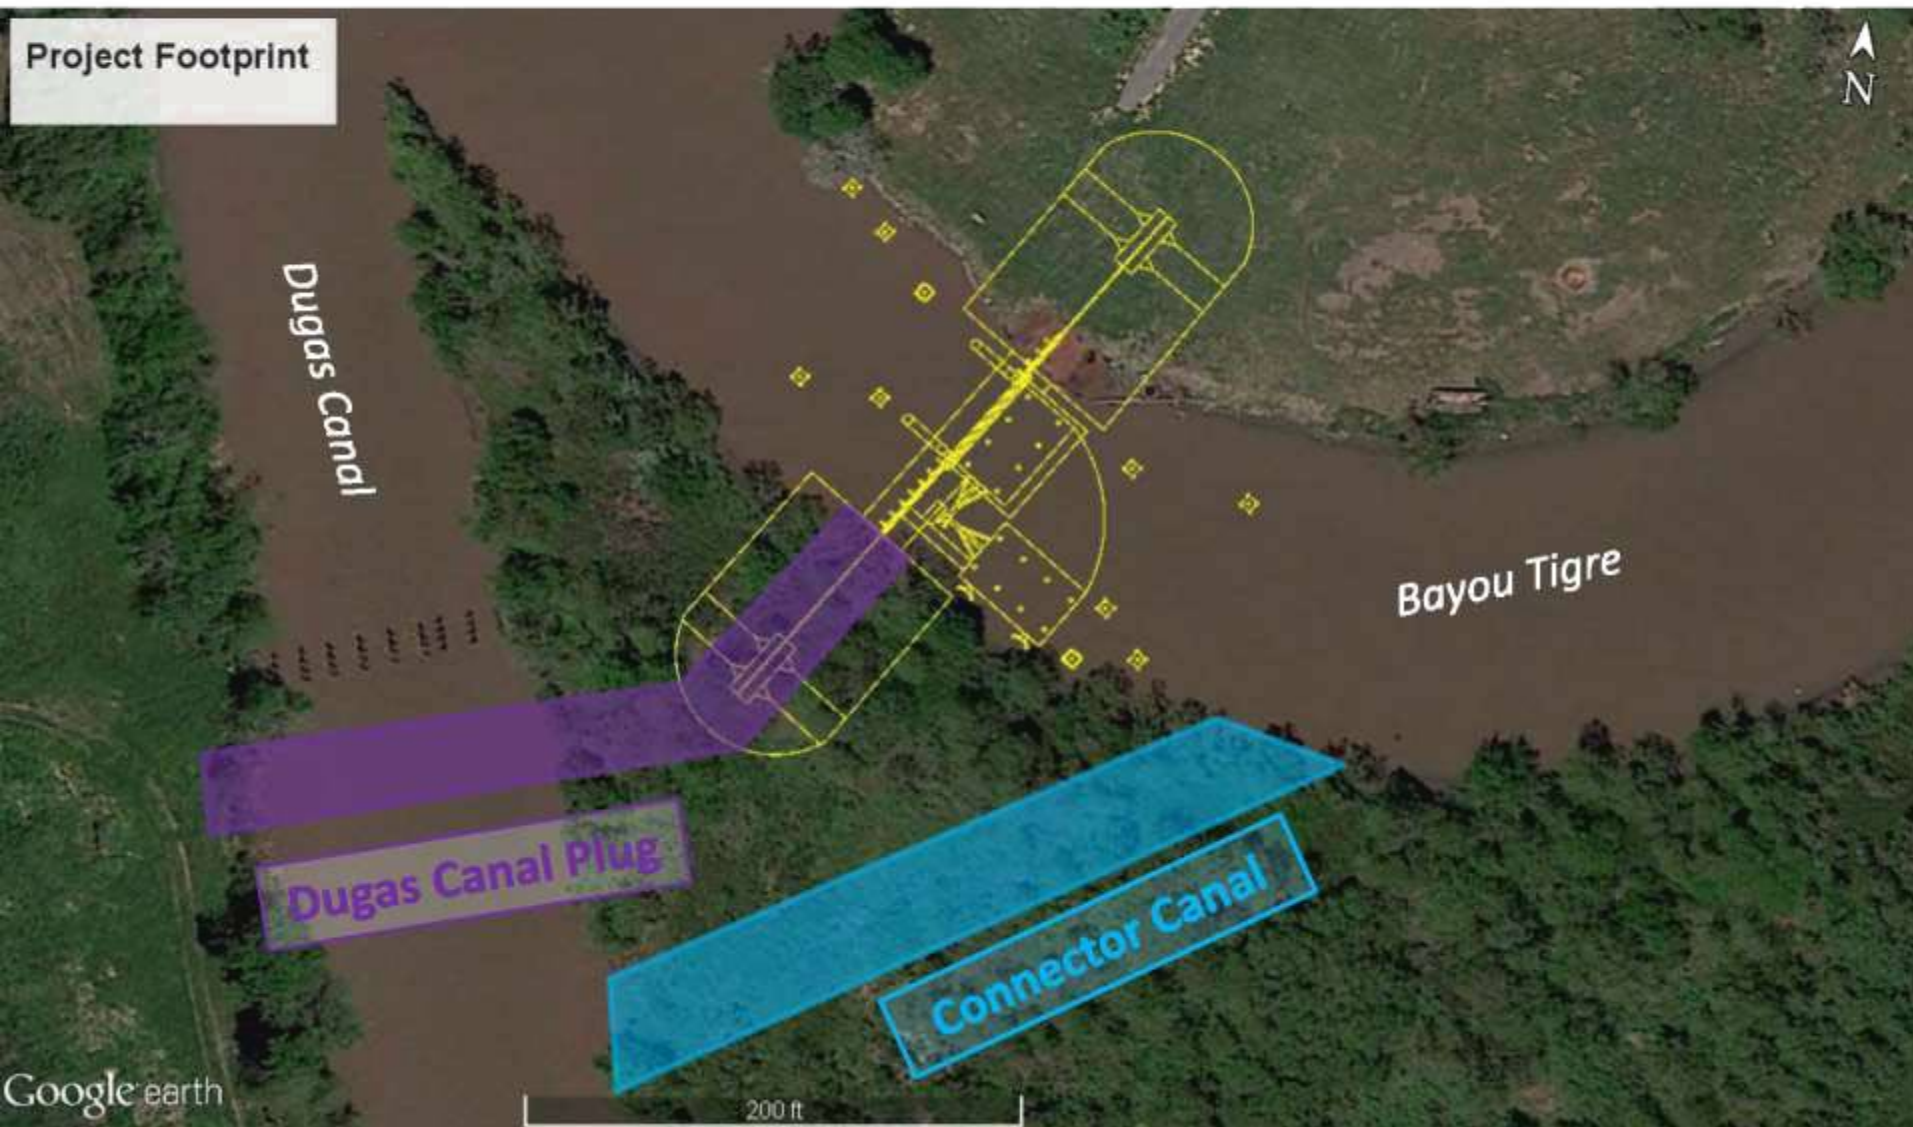 Project Footprint
N
Dugas Canal
Bayou Tigre
Dugas Canal Plug
Connector Canal
Google earth
200 ft